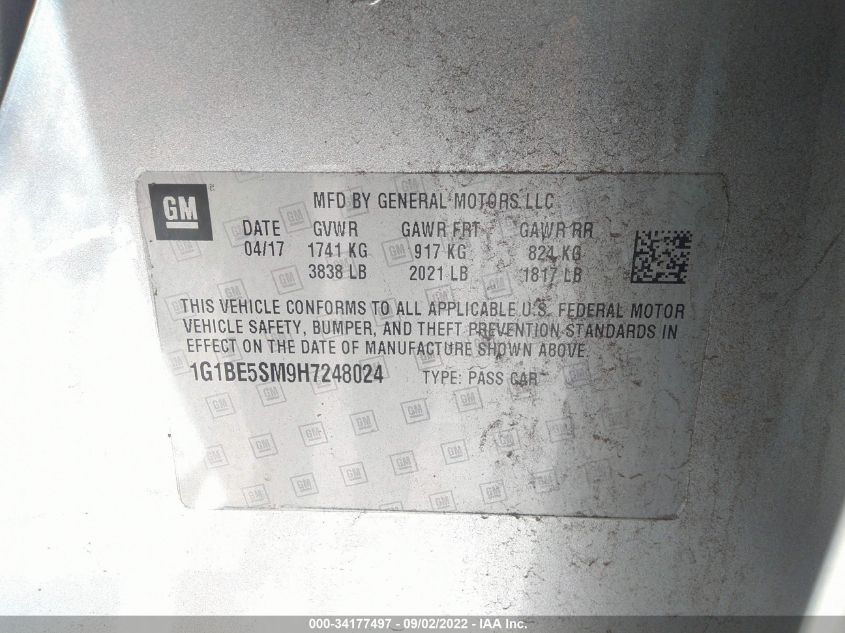 GM
MFD BY GENERAL MOTORS LLC
DATE GVWR GAWR FRT GAWR RR
04/17 1741 KG 917 KG 824 KG
3838 LB 2021 LB 1817 LB
THIS VEHICLE CONFORMS TO ALL APPLICABLE U.S. FEDERAL MOTOR
VEHICLE SAFETY, BUMPER, AND THEFT PREVENTION STANDARDS IN
EFFECT ON THE DATE OF MANUFACTURE SHOWN ABOVE.
1G1BE5SM9H7248024 TYPE: PASS CAR
000-34177497 - 09/02/2022 - IAA Inc.